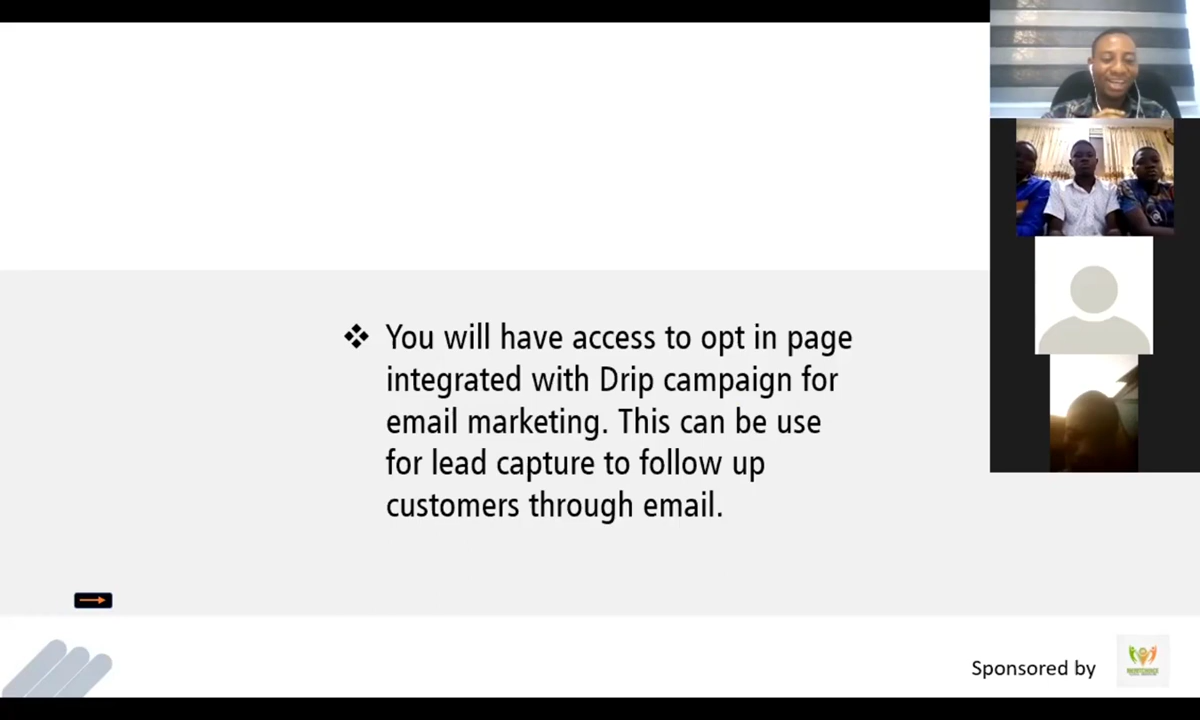 ❖ You will have access to opt in page
integrated with Drip campaign for
email marketing. This can be use
for lead capture to follow up
customers through email.
Sponsored by